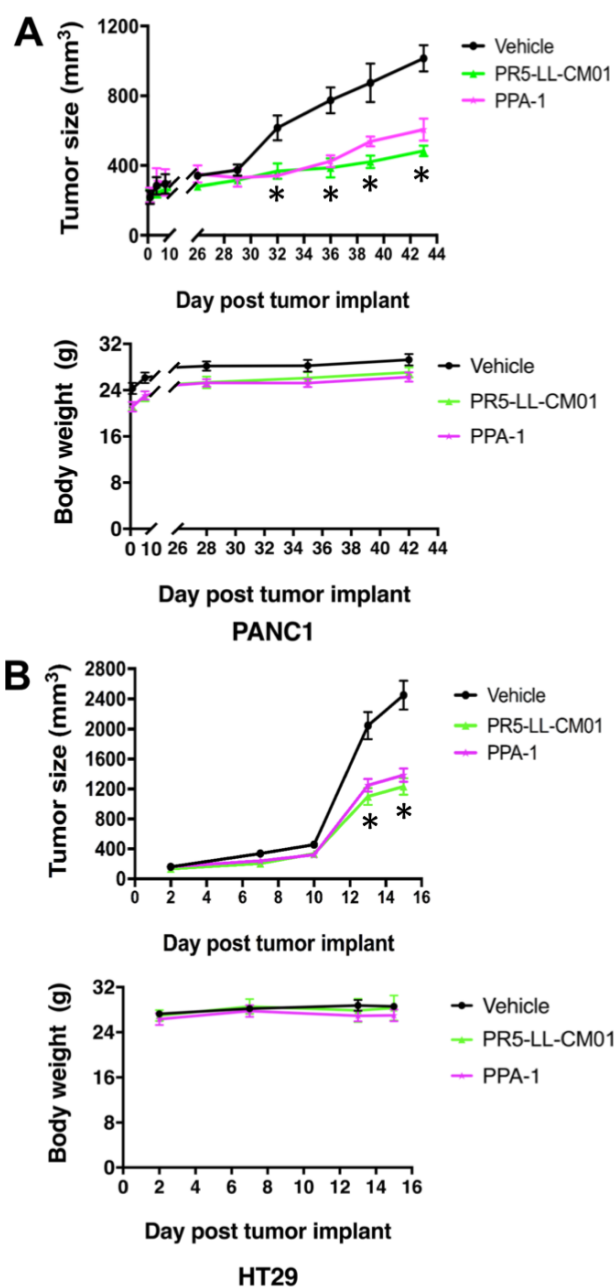 A
Tumor size (mm³)
1200
800
400
0
0 10 26 28 30 32 34 36 38 40 42 44
* * * *
Day post tumor implant
Vehicle
PR5-LL-CM01
PPA-1
Body weight (g)
32
24
16
8
0
0 10 26 28 30 32 34 36 38 40 42 44
Day post tumor implant
Vehicle
PR5-LL-CM01
PPA-1
PANC1
B
Tumor size (mm³)
2800
2400
2000
1600
1200
800
400
0
0 2 4 6 8 10 12 14 16
* *
Day post tumor implant
Vehicle
PR5-LL-CM01
PPA-1
Body weight (g)
32
24
16
8
0
0 2 4 6 8 10 12 14 16
Day post tumor implant
Vehicle
PR5-LL-CM01
PPA-1
HT29